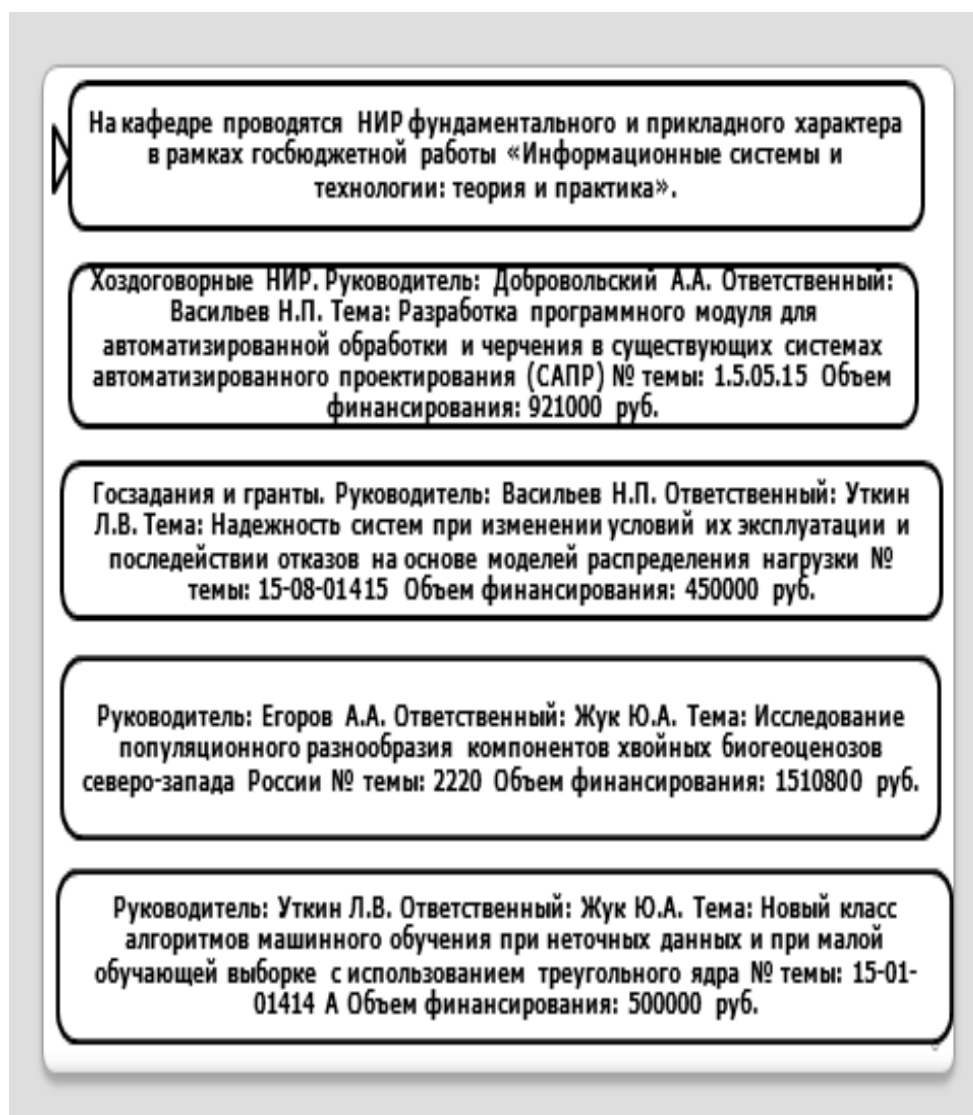 На кафедре проводятся НИР фундаментального и прикладного характера
в рамках госбюджетной работы «Информационные системы и
технологии: теория и практика».
Хоздоговорные НИР. Руководитель: Добровольский А.А. Ответственный:
Васильев Н.П. Тема: Разработка программного модуля для
автоматизированной обработки и черчения в существующих системах
автоматизированного проектирования (САПР) № темы: 1.5.05.15 Объем
финансирования: 921000 руб.
Госзадания и гранты. Руководитель: Васильев Н.П. Ответственный: Уткин
Л.В. Тема: Надежность систем при изменении условий их эксплуатации и
последействии отказов на основе моделей распределения нагрузки №
темы: 15-08-01415 Объем финансирования: 450000 руб.
Руководитель: Егоров А.А. Ответственный: Жук Ю.А. Тема: Исследование
популяционного разнообразия компонентов хвойных биогеоценозов
северо-запада России № темы: 2220 Объем финансирования: 1510800 руб.
Руководитель: Уткин Л.В. Ответственный: Жук Ю.А. Тема: Новый класс
алгоритмов машинного обучения при неточных данных и при малой
обучающей выборке с использованием треугольного ядра № темы: 15-01-
01414 А Объем финансирования: 500000 руб.